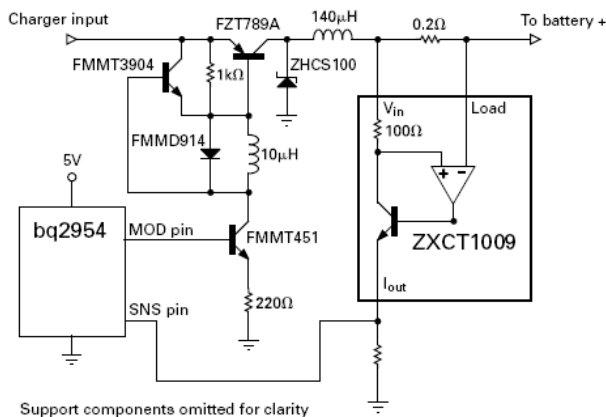 Charger input
FZT789A
140µH
0.2Ω
To battery +
FMMT3904
1kΩ
ZHCS100
FMMD914
10µH
Vin
Load
100Ω
+ -
5V
bq2954
MOD pin
FMMT451
ZXCT1009
SNS pin
220Ω
Iout
Support components omitted for clarity